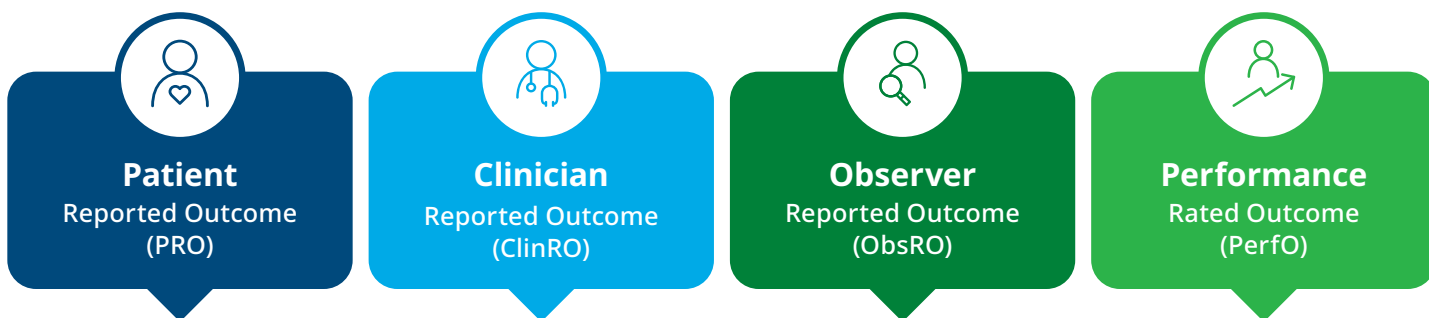 Patient
Reported Outcome
(PRO)
Clinician
Reported Outcome
(ClinRO)
Observer
Reported Outcome
(ObsRO)
Performance
Rated Outcome
(PerfO)